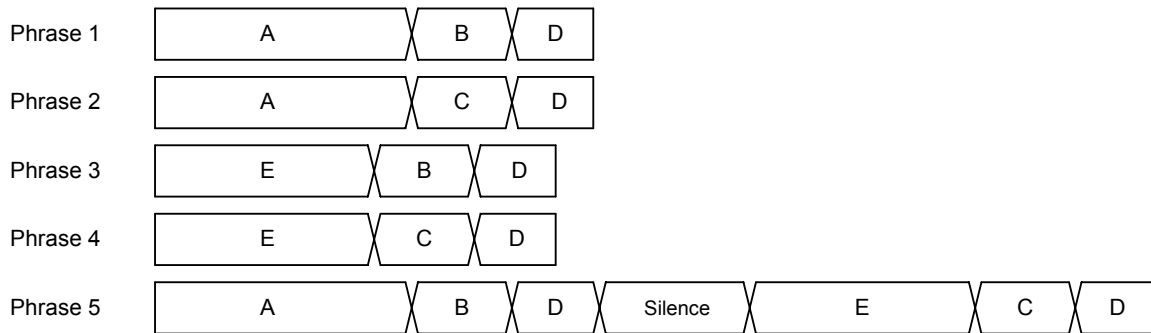 Phrase 1 A B D
Phrase 2 A C D
Phrase 3 E B D
Phrase 4 E C D
Phrase 5 A B D Silence E C D